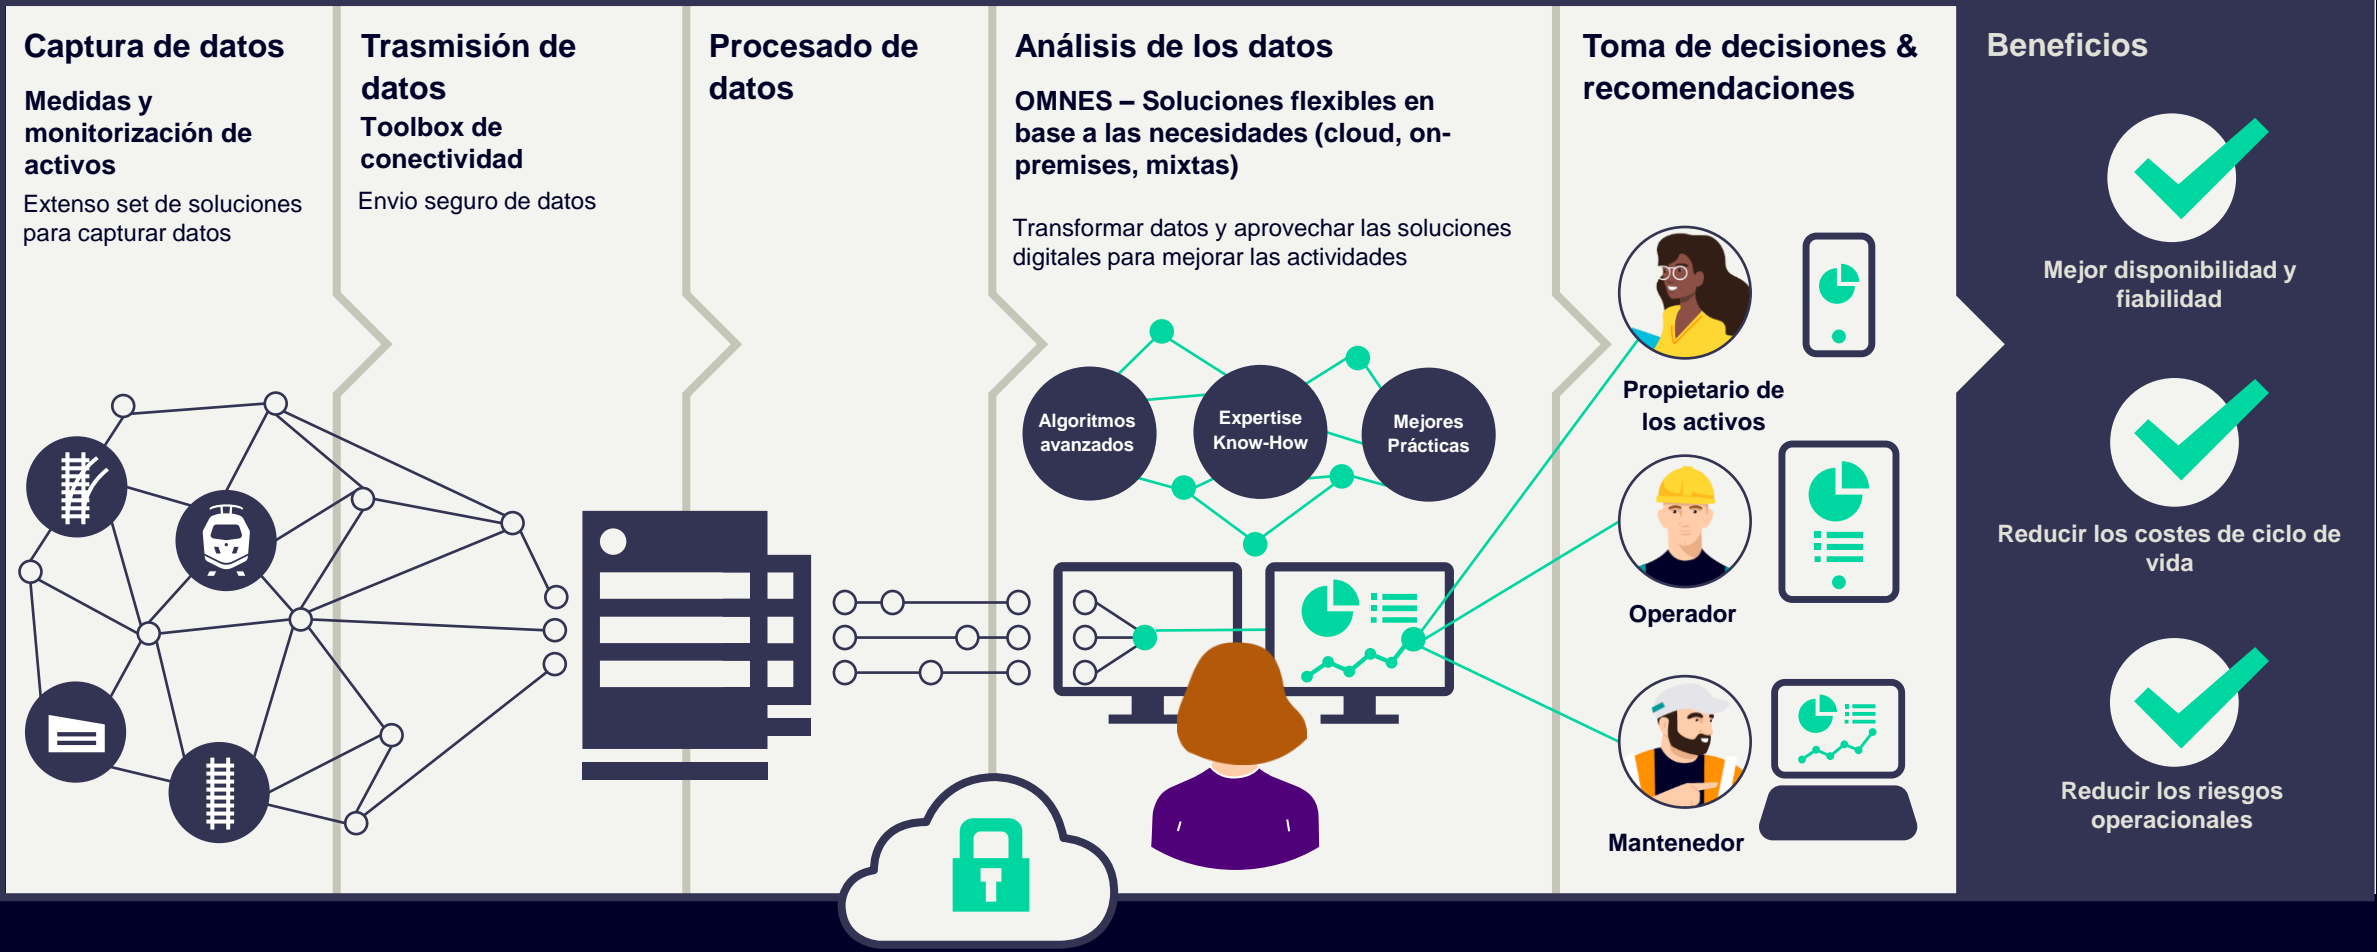 Captura de datos
Medidas y
monitorización de
activos
Extenso set de soluciones
para capturar datos
Trasmisión de
datos
Toolbox de
conectividad
Envio seguro de datos
Procesado de
datos
Análisis de los datos
OMNES – Soluciones flexibles en
base a las necesidades (cloud, on-
premises, mixtas)
Transformar datos y aprovechar las soluciones
digitales para mejorar las actividades
Algoritmos
avanzados
Expertise
Know-How
Mejores
Prácticas
Toma de decisiones &
recomendaciones
Propietario de
los activos
Operador
Mantenedor
Beneficios
Mejor disponibilidad y
fiabilidad
Reducir los costes de ciclo de
vida
Reducir los riesgos
operacionales